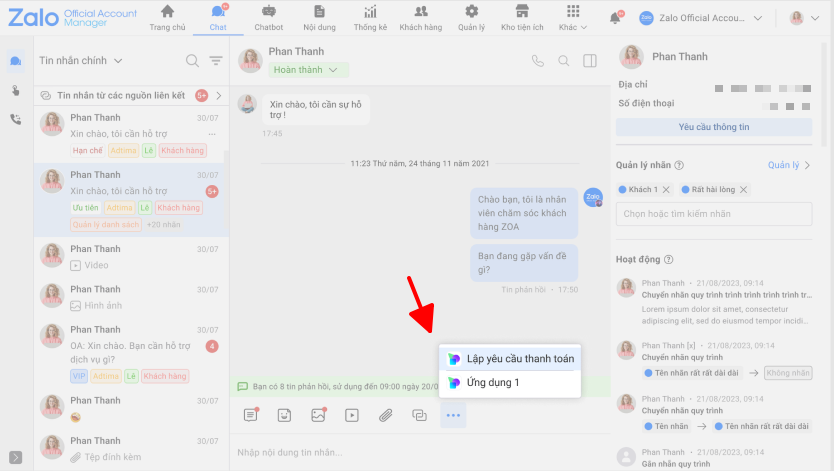 Zalo Official Account Manager
Trang chủ
5+
Chat
Chatbot
Nội dung
Thống kê
Khách hàng
Quản lý
Kho tiện ích
Khác
Zalo Official Accou...
Tin nhắn chính
Tin nhắn từ các nguồn liên kết 5+
Phan Thanh 30/07
Xin chào, tôi cần hỗ trợ ...
Hạn chế Adtima Lê Khách hàng
Phan Thanh 30/07
Xin chào, tôi cần hỗ trợ 5+
Ưu tiên Adtima Lê Khách hàng
Quản lý danh sách +20 nhãn
Phan Thanh 30/07
Video
Phan Thanh 30/07
Hình ảnh
Phan Thanh 30/07
OA: Xin chào. Bạn cần hỗ trợ dịch vụ gì? 4
VIP Adtima Lê Khách hàng
Phan Thanh 30/07
Phan Thanh 30/07
Tệp đính kèm
Phan Thanh
Hoàn thành
Xin chào, tôi cần sự hỗ
trợ !
17:45
11:23 Thứ năm, 24 tháng 11 năm 2021
Chào bạn, tôi là nhân
viên chăm sóc khách
hàng ZOA
Zalo
Bạn đang gặp vấn đề
gì?
Tin phản hồi • 17:50
Lập yêu cầu thanh toán
Ứng dụng 1
Bạn có 8 tin phản hồi, sử dụng đến 09:00 ngày 20/0
Nhập nội dung tin nhắn...
Phan Thanh
Địa chỉ
Số điện thoại
Yêu cầu thông tin
Quản lý nhãn Quản lý
Khách 1 Rất hài lòng
Chọn hoặc tìm kiếm nhãn
Hoạt động
Phan Thanh • 21/08/2023, 09:14
Chuyển nhãn quy trình trình trình trình trình tr...
Lorem ipsum dolor sit amet, consectetur
adipiscing elit, sed do eiusmod tempor incidi...
Phan Thanh [x] • 21/08/2023, 09:14
Chuyển nhãn quy trình
Tên nhãn rất rất dài dài → Không nhãn
Phan Thanh • 21/08/2023, 09:14
Chuyển nhãn quy trình
Tên nhãn → Tên nhãn rất rất dài dài
Phan Thanh • 21/08/2023, 09:14
Gán nhãn quy trình